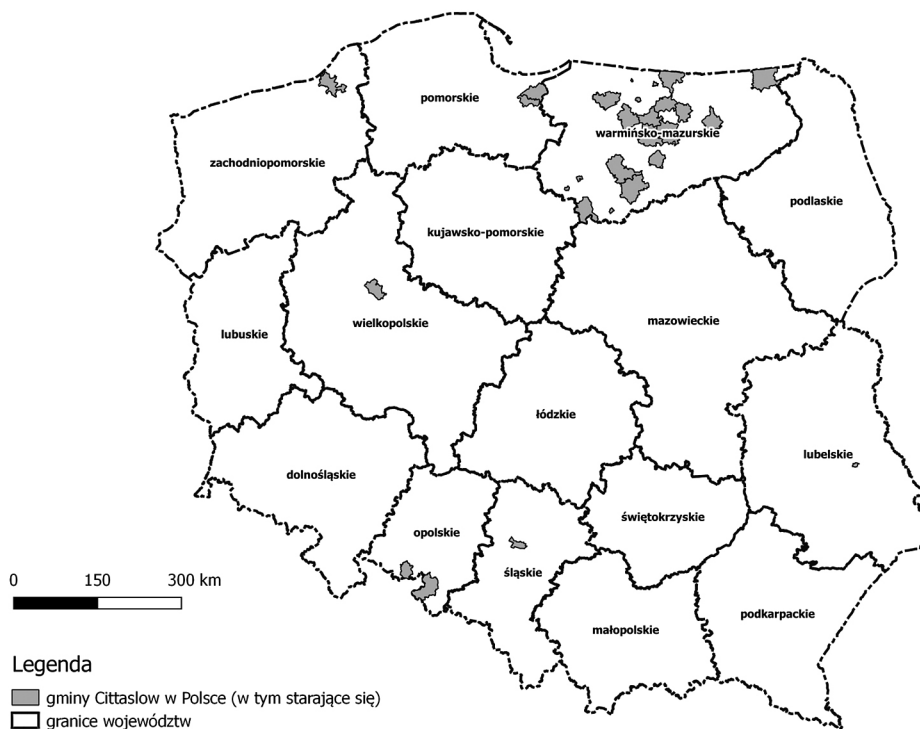 pomorskie
warmińsko-mazurskie
zachodniopomorskie
podlaskie
kujawsko-pomorskie
mazowieckie
wielkopolskie
lubuskie
łódzkie
lubelskie
dolnośląskie
świętokrzyskie
opolskie
śląskie
podkarpackie
małopolskie
0 150 300 km
Legenda
gminy Cittaslow w Polsce (w tym starające się)
granice województw